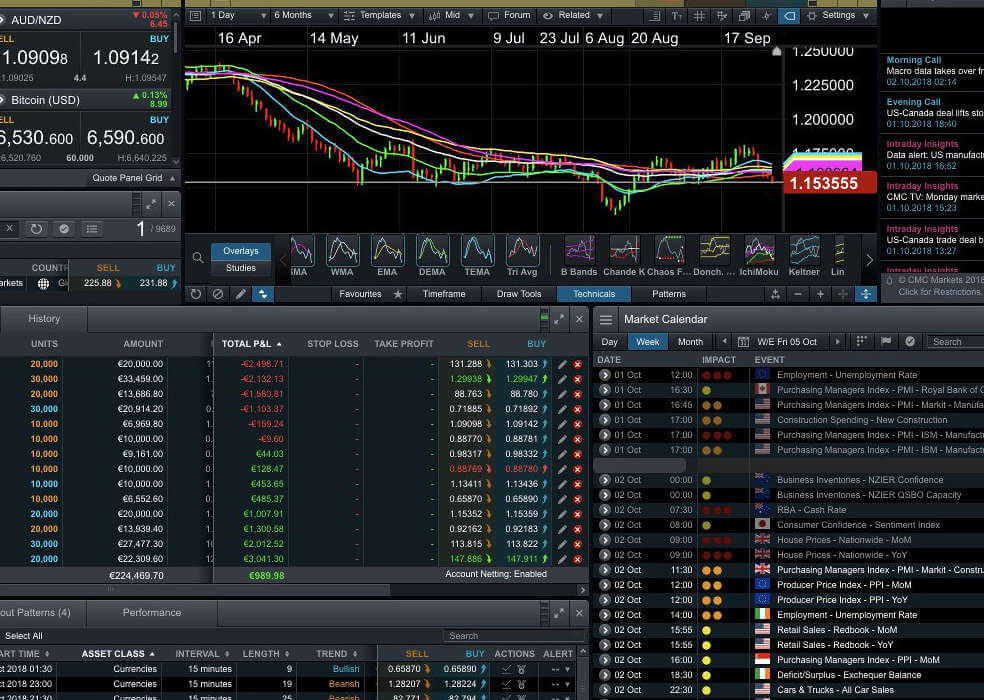 AUD/NZD
0.05%
6.45
ELL
BUY
1.09098
1.09142
:1.09025
4.4
H:1.09547
Bitcoin (USD)
0.13%
8.99
ELL
BUY
6,530.600
6,590.600
:6,520.760
60.000
H:6,640.225
Quote Panel Grid
1 / 9689
COUNTR
SELL
BUY
arkets
225.88
231.88
1 Day
6 Months
Templates
Mid
Forum
Related
Settings
16 Apr
14 May
11 Jun
9 Jul
23 Jul
6 Aug
20 Aug
17 Sep
1.250000
1.225000
1.200000
1.175000
1.153555
Overlays
Studies
SMA
WMA
EMA
DEMA
TEMA
Tri Avg
B Bands
Chande K
Chaos F...
Donch. ...
IchiMoku
Keltner
Lin
Favourites
Timeframe
Draw Tools
Technicals
Patterns
Morning Call
Macro data takes over fr
02.10.2018 02:14
Evening Call
US-Canada deal lifts sto
01.10.2018 18:40
Intraday Insights
Data alert: US manufactu
01.10.2018 16:52
Intraday Insights
CMC TV: Monday marke
01.10.2018 15:23
Intraday Insights
US-Canada trade deal b
01.10.2018 13:27
Intraday Insights
© CMC Markets 2018
Click for Restrictions.
History
UNITS
AMOUNT
TOTAL P&L
STOP LOSS
TAKE PROFIT
SELL
BUY
20,000 €20,000.00 1 -€2,498.71 - - 131.288 131.303
30,000 €33,459.00 -€2,132.13 - - 1.29938 1.29947
20,000 €13,686.80 -€1,580.81 - - 88.763 88.780
30,000 €20,914.20 0. -€1,103.37 - - 0.71885 0.71892
10,000 €6,969.80 1. -€159.24 - - 1.09098 1.09142
10,000 €10,000.00 0. -€9.60 - - 0.88770 0.88781
10,000 €9,161.00 0. €44.03 - - 0.98317 0.98332
10,000 €10,000.00 0. €128.47 - - 0.88769 0.88780
10,000 €10,000.00 1. €453.65 - - 1.13411 1.13436
10,000 €6,552.60 0. €485.37 - - 0.65870 0.65890
20,000 €20,000.00 1. €1,007.91 - - 1.15352 1.15359
20,000 €13,939.40 0. €1,300.58 - - 0.92162 0.92183
30,000 €27,477.30 €2,012.52 - - 113.815 113.822
20,000 €22,309.60 1 €3,041.30 - - 147.886 147.911
€224,469.70
€989.98
Account Netting: Enabled
out Patterns (4)
Performance
Select All
Search
ART TIME
ASSET CLASS
INTERVAL
LENGTH
TREND
SELL
BUY
ACTIONS
ALERT
ct 2018 01:30 Currencies 15 minutes 9 Bullish 0.65870 0.65890 --
ct 2018 23:00 Currencies 15 minutes 19 Bearish 1.28207 1.28224 --
Currencies 15 minutes 25 Bearish 82.771 82.794 --
Market Calendar
Day
Week
Month
W/E Fri 05 Oct
Search
DATE
IMPACT
EVENT
01 Oct 12:00 Employment - Unemployment Rate
01 Oct 16:30 Purchasing Managers Index - PMI - Royal Bank of C
01 Oct 16:45 Purchasing Managers Index - PMI - Markit - Manufa
01 Oct 17:00 Construction Spending - New Construction
01 Oct 17:00 Purchasing Managers Index - PMI - ISM - Manufact
01 Oct 17:00 Purchasing Managers Index - PMI - ISM - Manufact
02 Oct 00:00 Business Inventories - NZIER Confidence
02 Oct 00:00 Business Inventories - NZIER QSBO Capacity
02 Oct 07:30 RBA - Cash Rate
02 Oct 08:00 Consumer Confidence - Sentiment Index
02 Oct 09:00 House Prices - Nationwide - MoM
02 Oct 09:00 House Prices - Nationwide - YoY
02 Oct 11:30 Purchasing Managers Index - PMI - Markit - Constru
02 Oct 12:00 Producer Price Index - PPI - MoM
02 Oct 12:00 Producer Price Index - PPI - YoY
02 Oct 14:00 Employment - Unemployment Rate
02 Oct 15:55 Retail Sales - Redbook - MoM
02 Oct 15:55 Retail Sales - Redbook - YoY
02 Oct 16:00 Purchasing Managers Index - PPI - MoM
02 Oct 18:30 Deficit/Surplus - Exchequer Balance
02 Oct 22:30 Cars & Trucks - All Car Sales